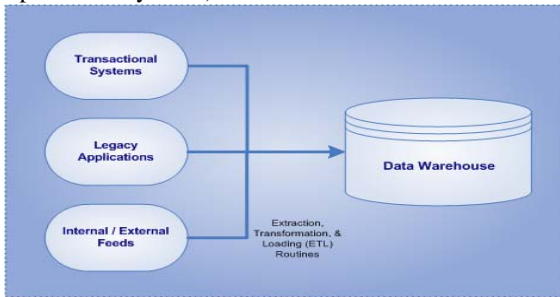 Transactional
Systems
Legacy
Applications
Internal / External
Feeds
Extraction,
Transformation, &
Loading (ETL)
Routines
Data Warehouse